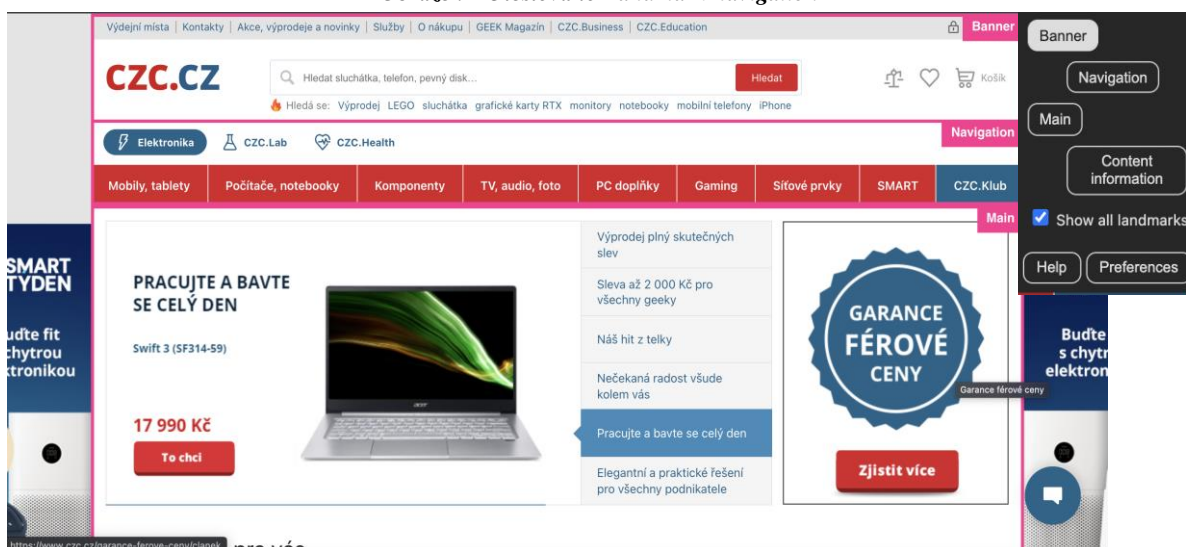 Výdejní místa | Kontakty | Akce, výprodeje a novinky | Služby | O nákupu | GEEK Magazín | CZC.Business | CZC.Education
Banner
CZC.CZ
Hledat sluchátka, telefon, pevný disk...
Hledat
Košík
Hledá se: Výprodej LEGO sluchátka grafické karty RTX monitory notebooky mobilní telefony iPhone
Navigation
Elektronika
CZC.Lab
CZC.Health
Mobily, tablety
Počítače, notebooky
Komponenty
TV, audio, foto
PC doplňky
Gaming
Síťové prvky
SMART
CZC.Klub
Main
PRACUJTE A BAVTE
SE CELÝ DEN
Swift 3 (SF314-59)
17 990 Kč
To chci
acer
Výprodej plný skutečných
slev
Sleva až 2 000 Kč pro
všechny geeky
Náš hit z telky
Nečekaná radost všude
kolem vás
Pracujte a bavte se celý den
Elegantní a praktické řešení
pro všechny podnikatele
GARANCE
FÉROVÉ
CENY
Garance férové ceny
Zjistit více
SMART
TÝDEN
uďte fit
chytrou
ktronikou
Buďte
s chytr
elektron
https://www.czc.cz/garance-ferove-ceny/clanek
pro vás
Banner
Navigation
Main
Content
information
Show all landmarks
Help
Preferences